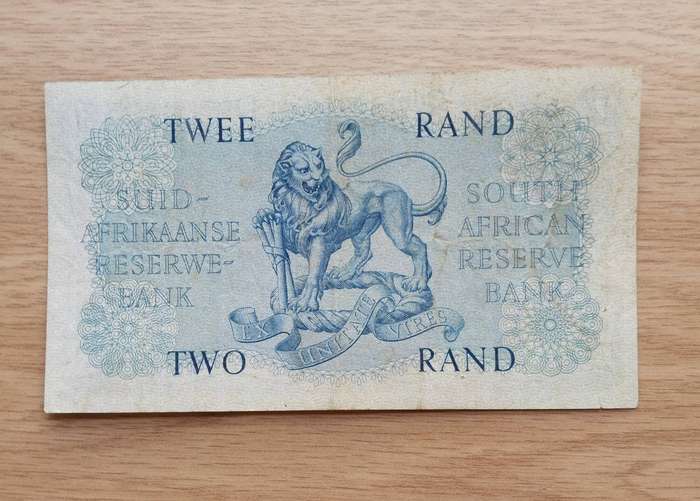 TWEE RAND
SUID-
AFRIKAANSE
RESERWE-
BANK
SOUTH
AFRICAN
RESERVE
BANK
EX UNITATE VIRES
TWO RAND